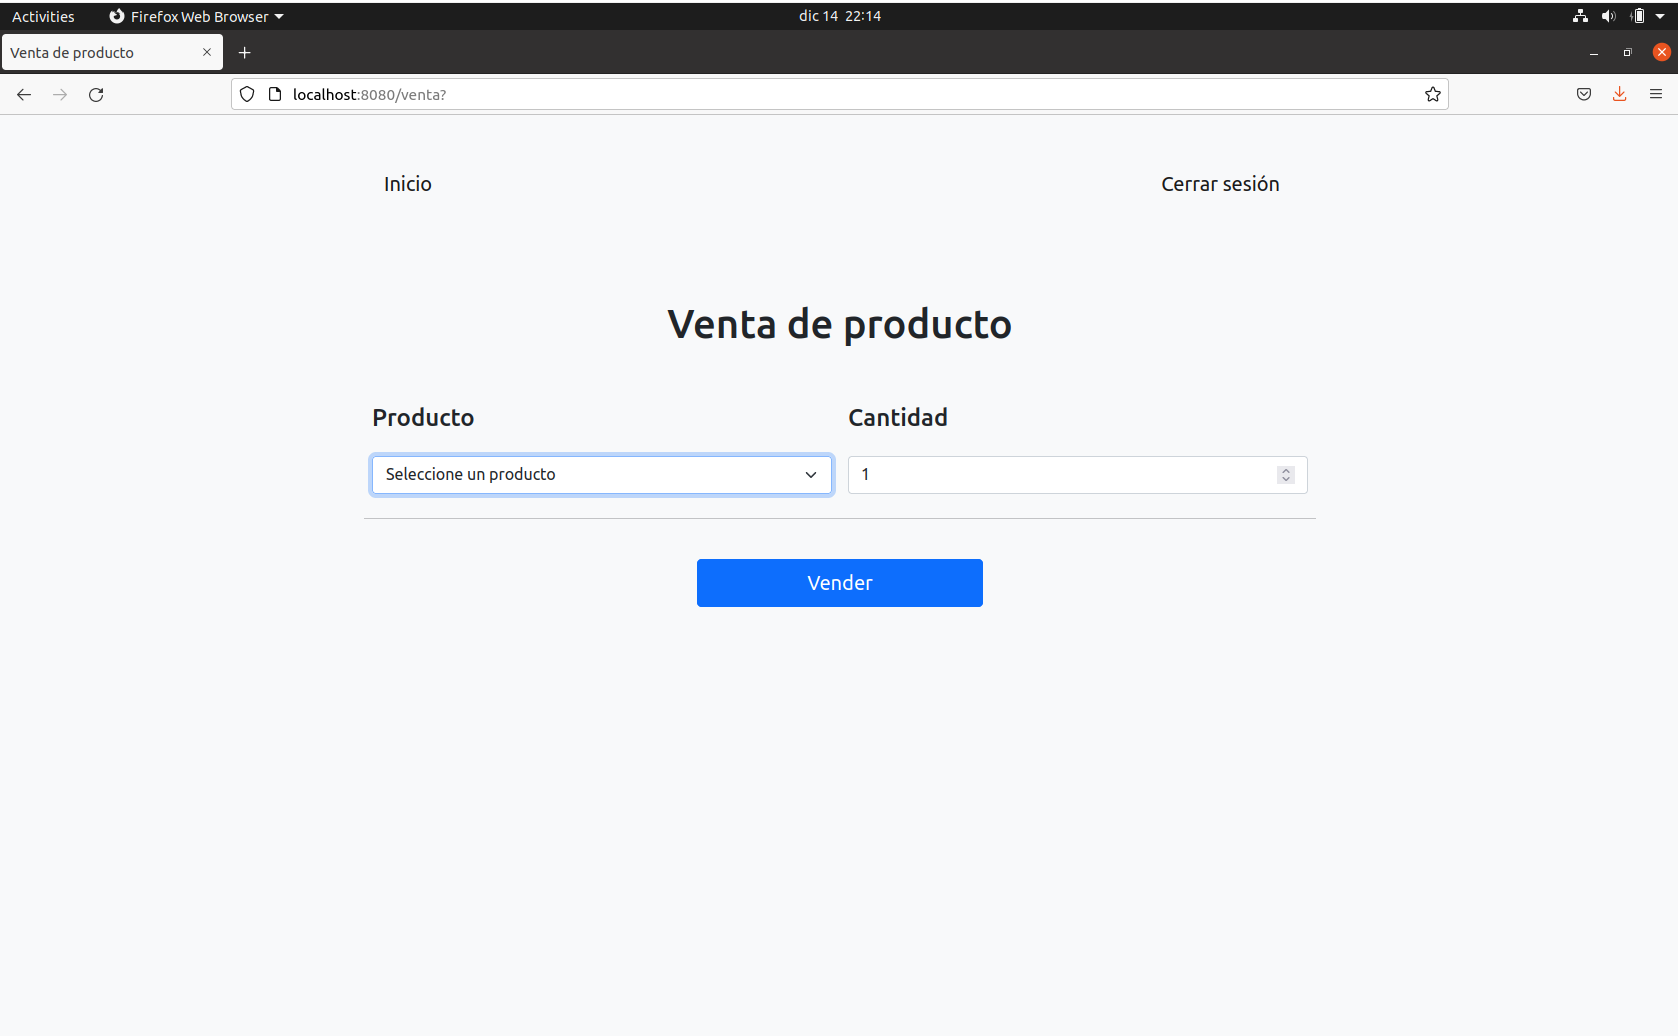 Activities Firefox Web Browser dic 14 22:14
Venta de producto
localhost:8080/venta?
Inicio Cerrar sesión
Venta de producto
Producto Cantidad
Seleccione un producto 1
Vender